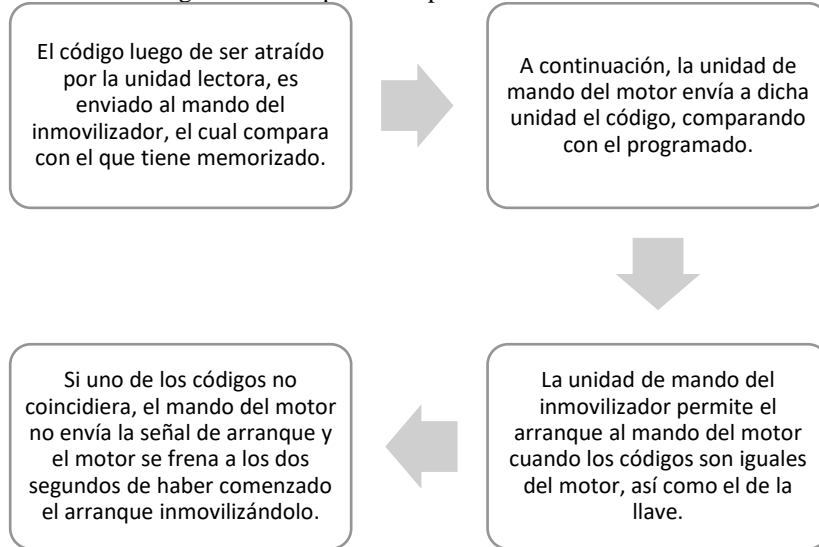 El código luego de ser atraído
por la unidad lectora, es
enviado al mando del
inmovilizador, el cual compara
con el que tiene memorizado.
A continuación, la unidad de
mando del motor envía a dicha
unidad el código, comparando
con el programado.
La unidad de mando del
inmovilizador permite el
arranque al mando del motor
cuando los códigos son iguales
del motor, así como el de la
llave.
Si uno de los códigos no
coincidiera, el mando del motor
no envía la señal de arranque y
el motor se frena a los dos
segundos de haber comenzado
el arranque inmovilizándolo.